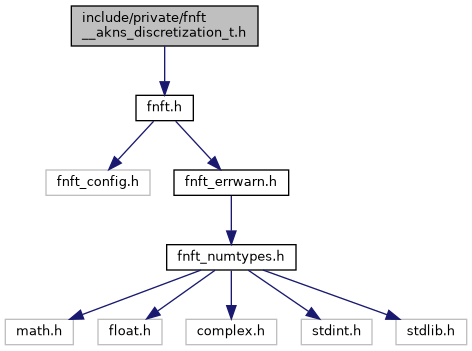 include/private/fnft
__akns_discretization_t.h
fnft.h
fnft_config.h
fnft_errwarn.h
fnft_numtypes.h
math.h
float.h
complex.h
stdint.h
stdlib.h